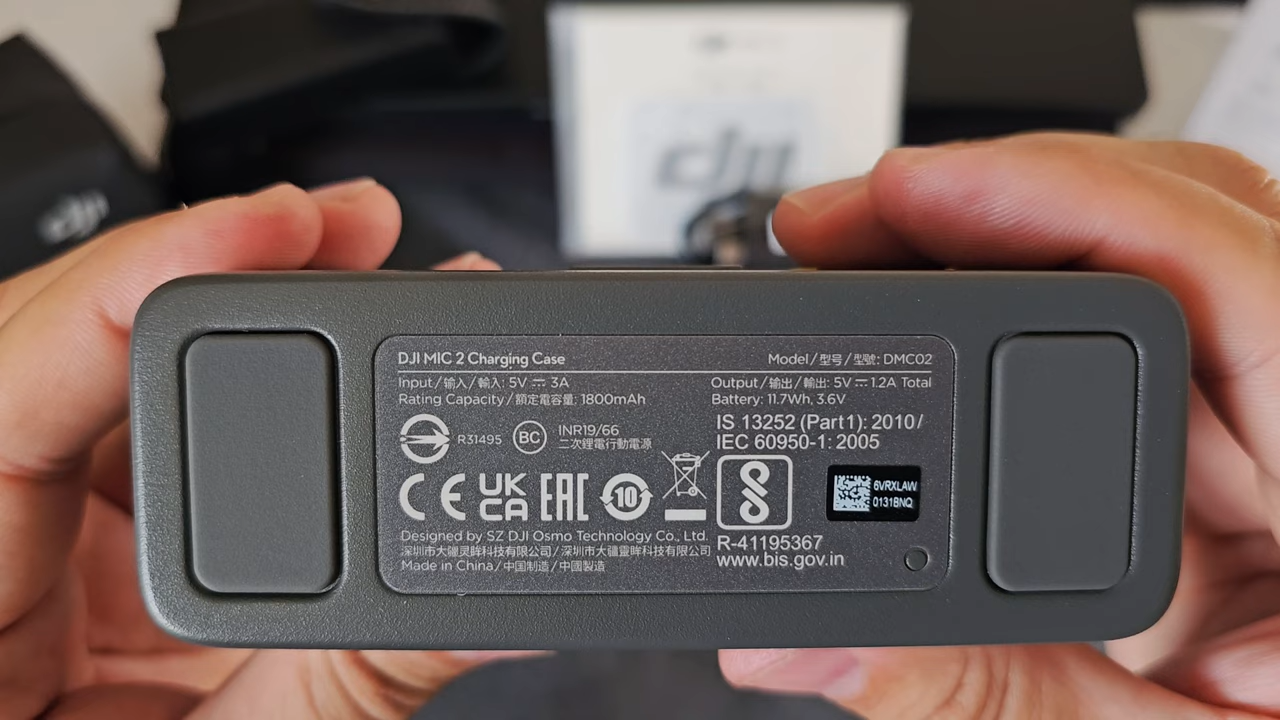 dji
dji
DJI MIC 2 Charging Case
Model/型号/型號: DMC02
Input/输入/輸入: 5V ⎓ 3A
Output/输出/輸出: 5V ⎓ 1.2A Total
Rating Capacity/額定電容量: 1800mAh
Battery: 11.7Wh, 3.6V
IS 13252 (Part1): 2010/
IEC 60950-1: 2005
R31495
BC
INR19/66
二次鋰電行動電源
CE
UK
CA
EAC
10
6VRXLAW
0131BNQ
Designed by SZ DJI Osmo Technology Co., Ltd.
深圳市大疆灵眸科技有限公司/深圳市大疆靈眸科技有限公司
Made in China/中国制造/中國製造
R-41195367
www.bis.gov.in